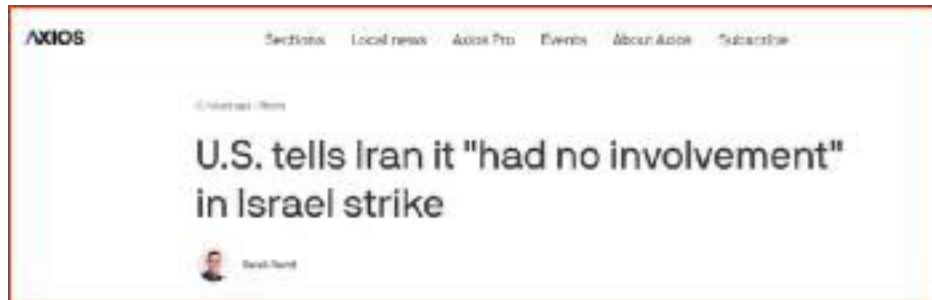 AXIOS
Sections Local news Axios Pro Events About Axios Subscribe
U.S. tells Iran it "had no involvement"
in Israel strike